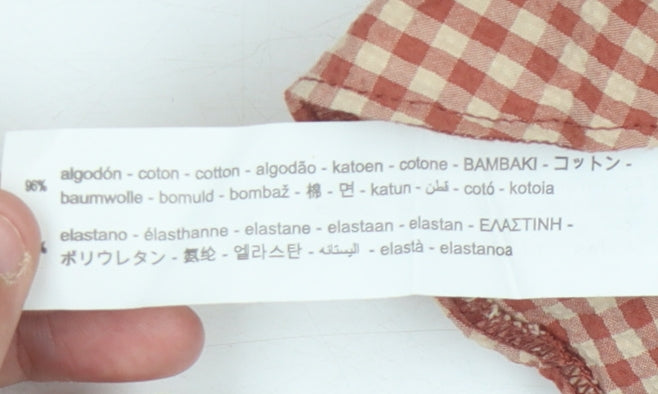 96% algodón - coton - cotton - algodão - katoen - cotone - ΒΑΜΒΑΚΙ - コットン -
baumwolle - bomuld - bombaž - 棉 - 면 - katun - قطن - cotó - kotoia
% elastano - élasthanne - elastane - elastaan - elastan - ΕΛΑΣΤΙΝΗ -
ポリウレタン - 氨纶 - 엘라스탄 - اليستانه - elastà - elastanoa